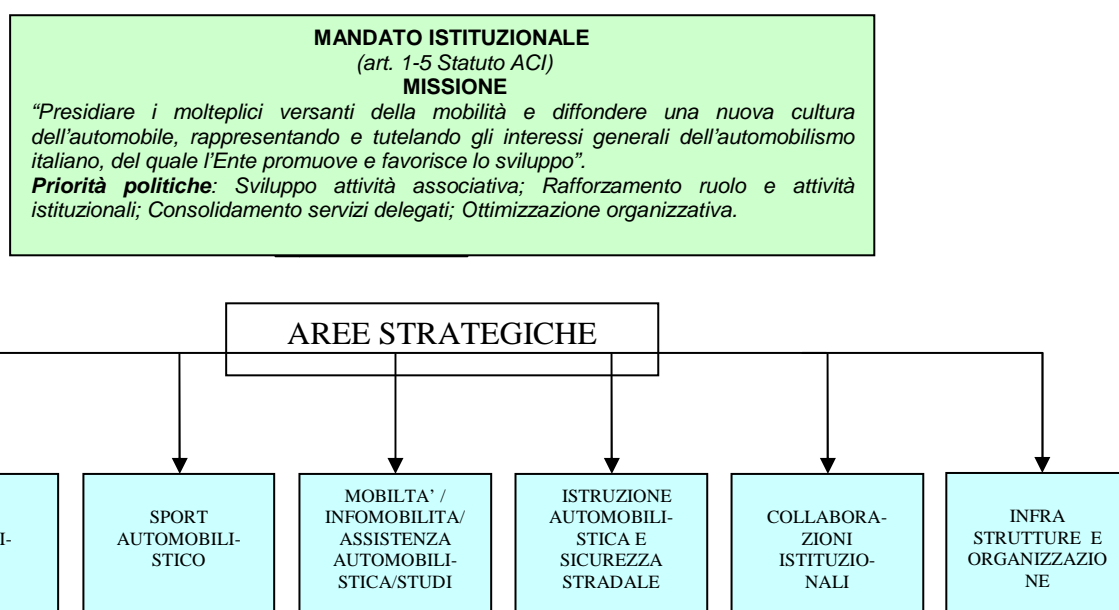 MANDATO ISTITUZIONALE
(art. 1-5 Statuto ACI)
MISSIONE
“Presidiare i molteplici versanti della mobilità e diffondere una nuova cultura
dell’automobile, rappresentando e tutelando gli interessi generali dell’automobilismo
italiano, del quale l’Ente promuove e favorisce lo sviluppo”.
Priorità politiche: Sviluppo attività associativa; Rafforzamento ruolo e attività
istituzionali; Consolidamento servizi delegati; Ottimizzazione organizzativa.
AREE STRATEGICHE
I-
SPORT
AUTOMOBILI-
STICO
MOBILTA’ /
INFOMOBILITA/
ASSISTENZA
AUTOMOBILI-
STICA/STUDI
ISTRUZIONE
AUTOMOBILI-
STICA E
SICUREZZA
STRADALE
COLLABORA-
ZIONI
ISTITUZIO-
NALI
INFRA
STRUTTURE E
ORGANIZZAZIO
NE